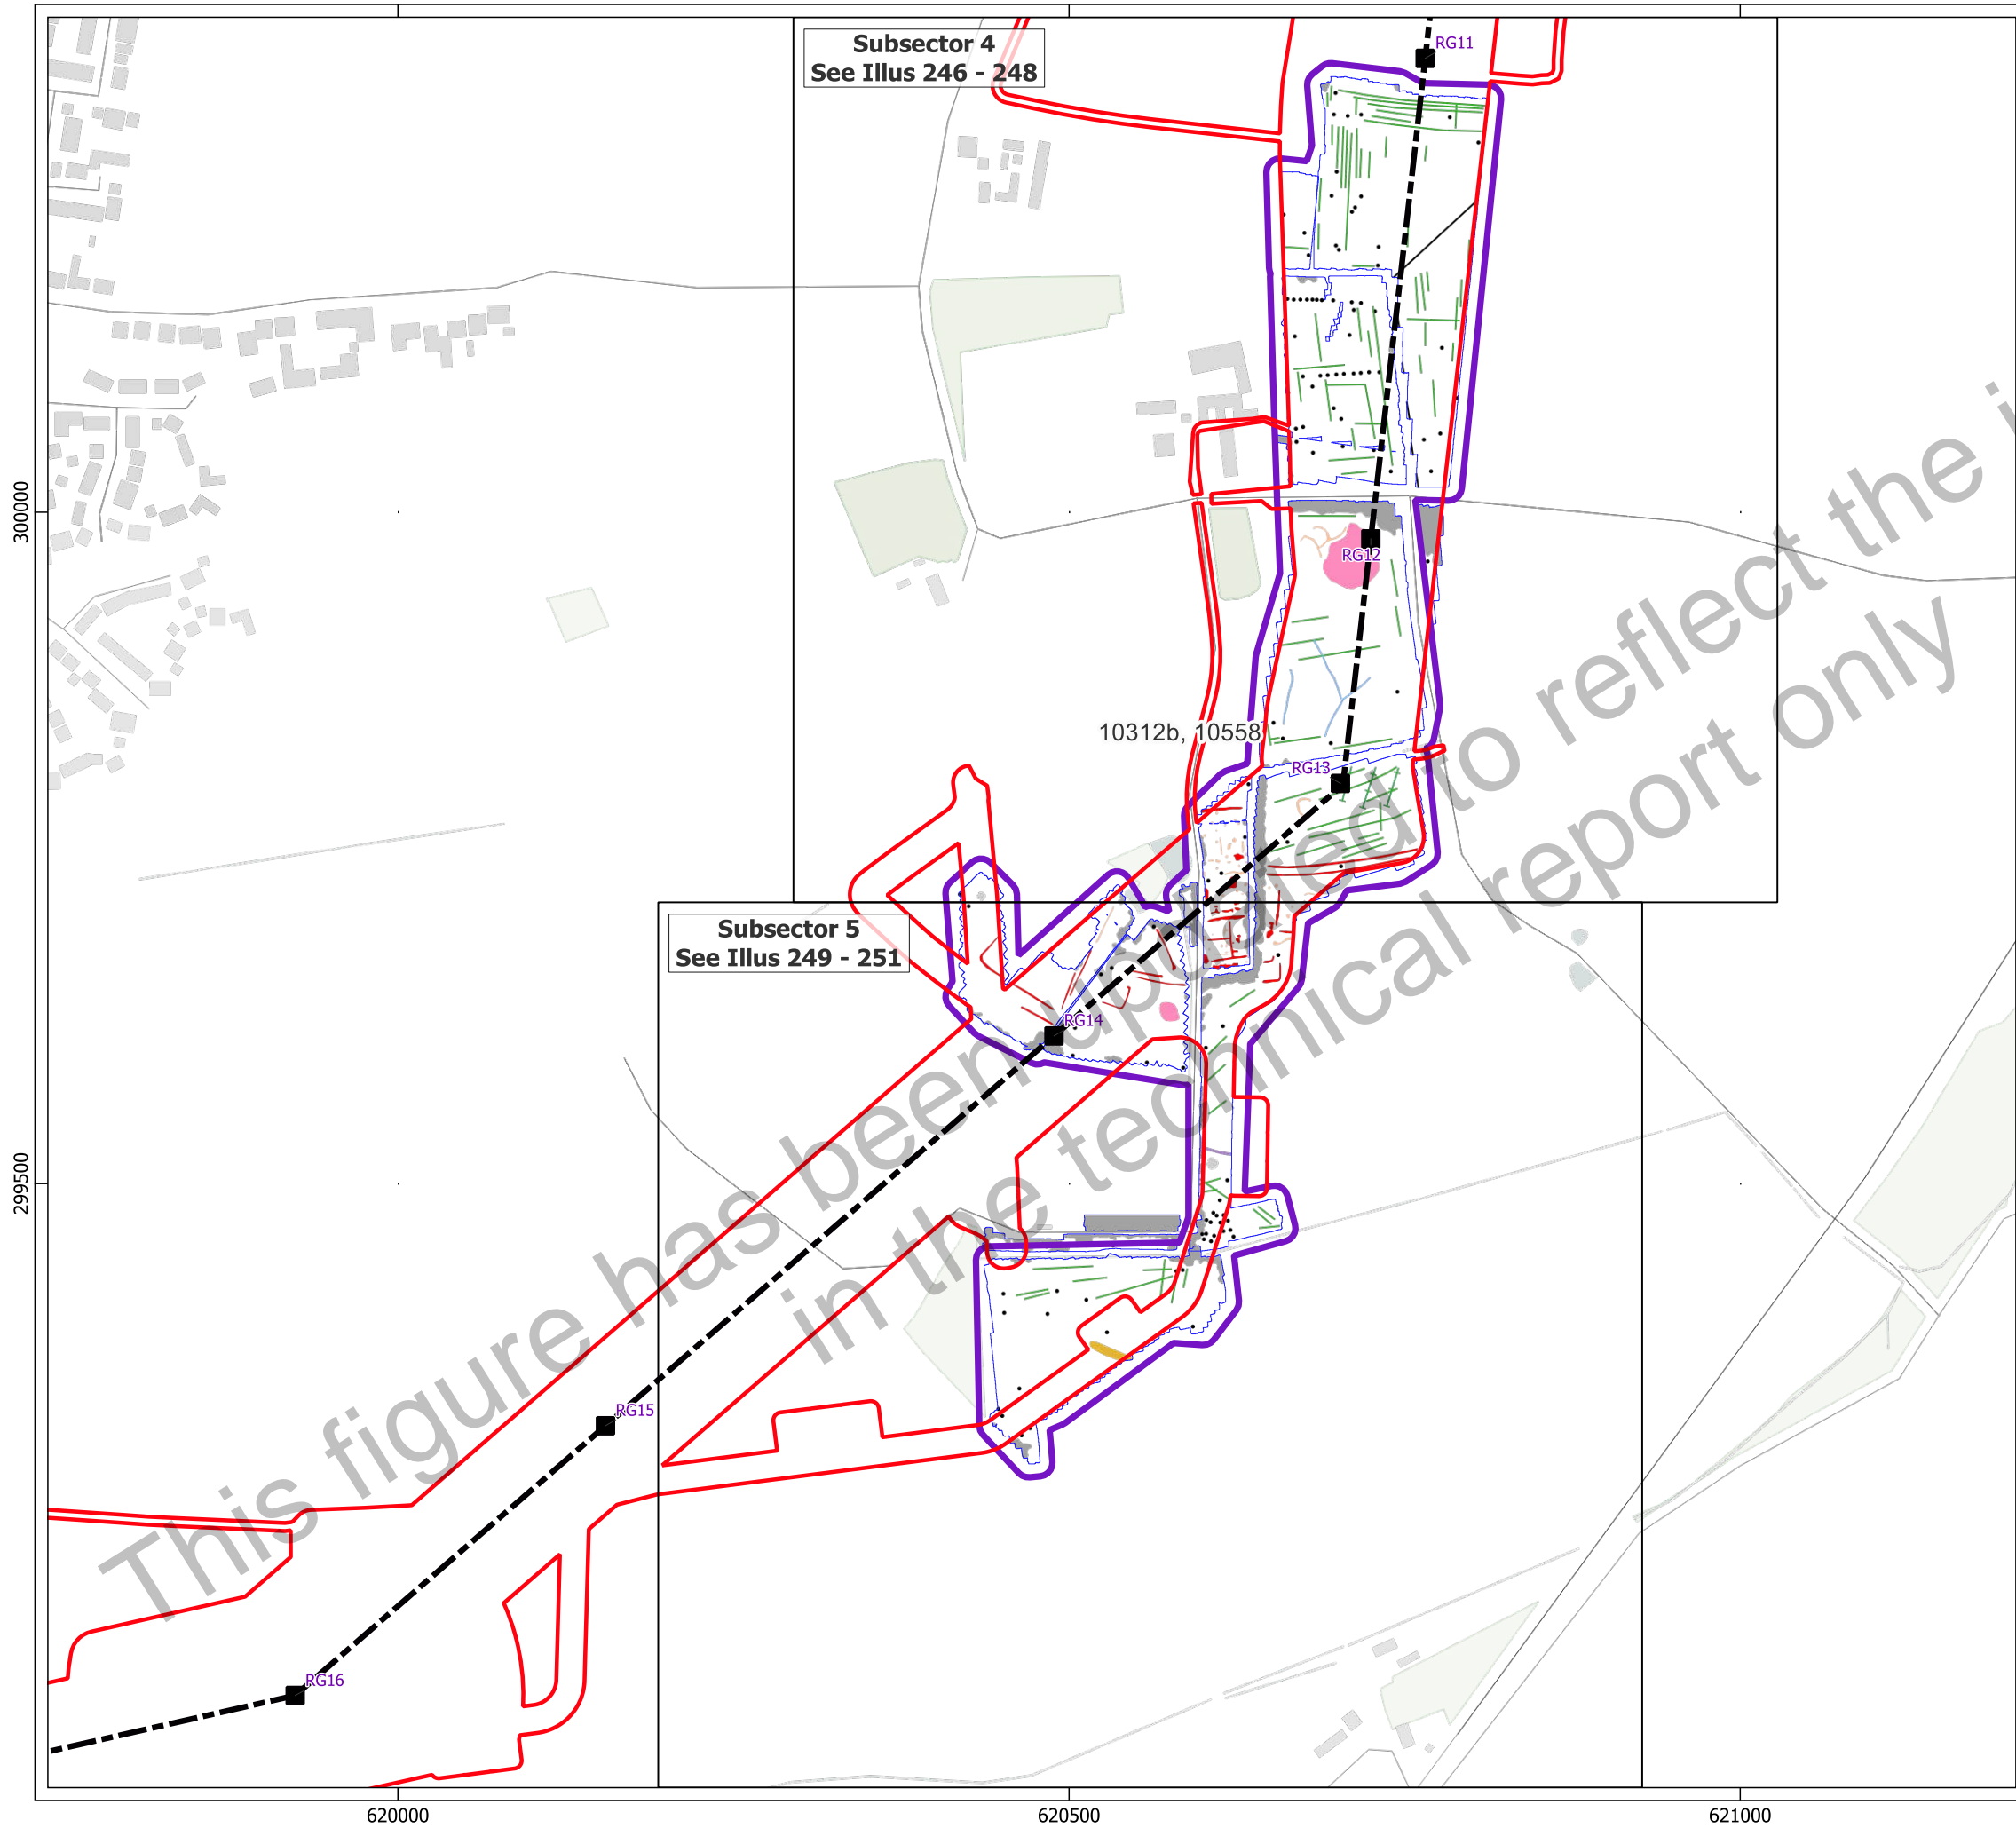 Subsector 4
See Illus 246 - 248
RG11
300000
RG12
10312b, 10558
RG13
Subsector 5
See Illus 249 - 251
RG14
299500
RG15
RG16
620000
620500
621000
This figure has been updated to reflect the
in the technical report only